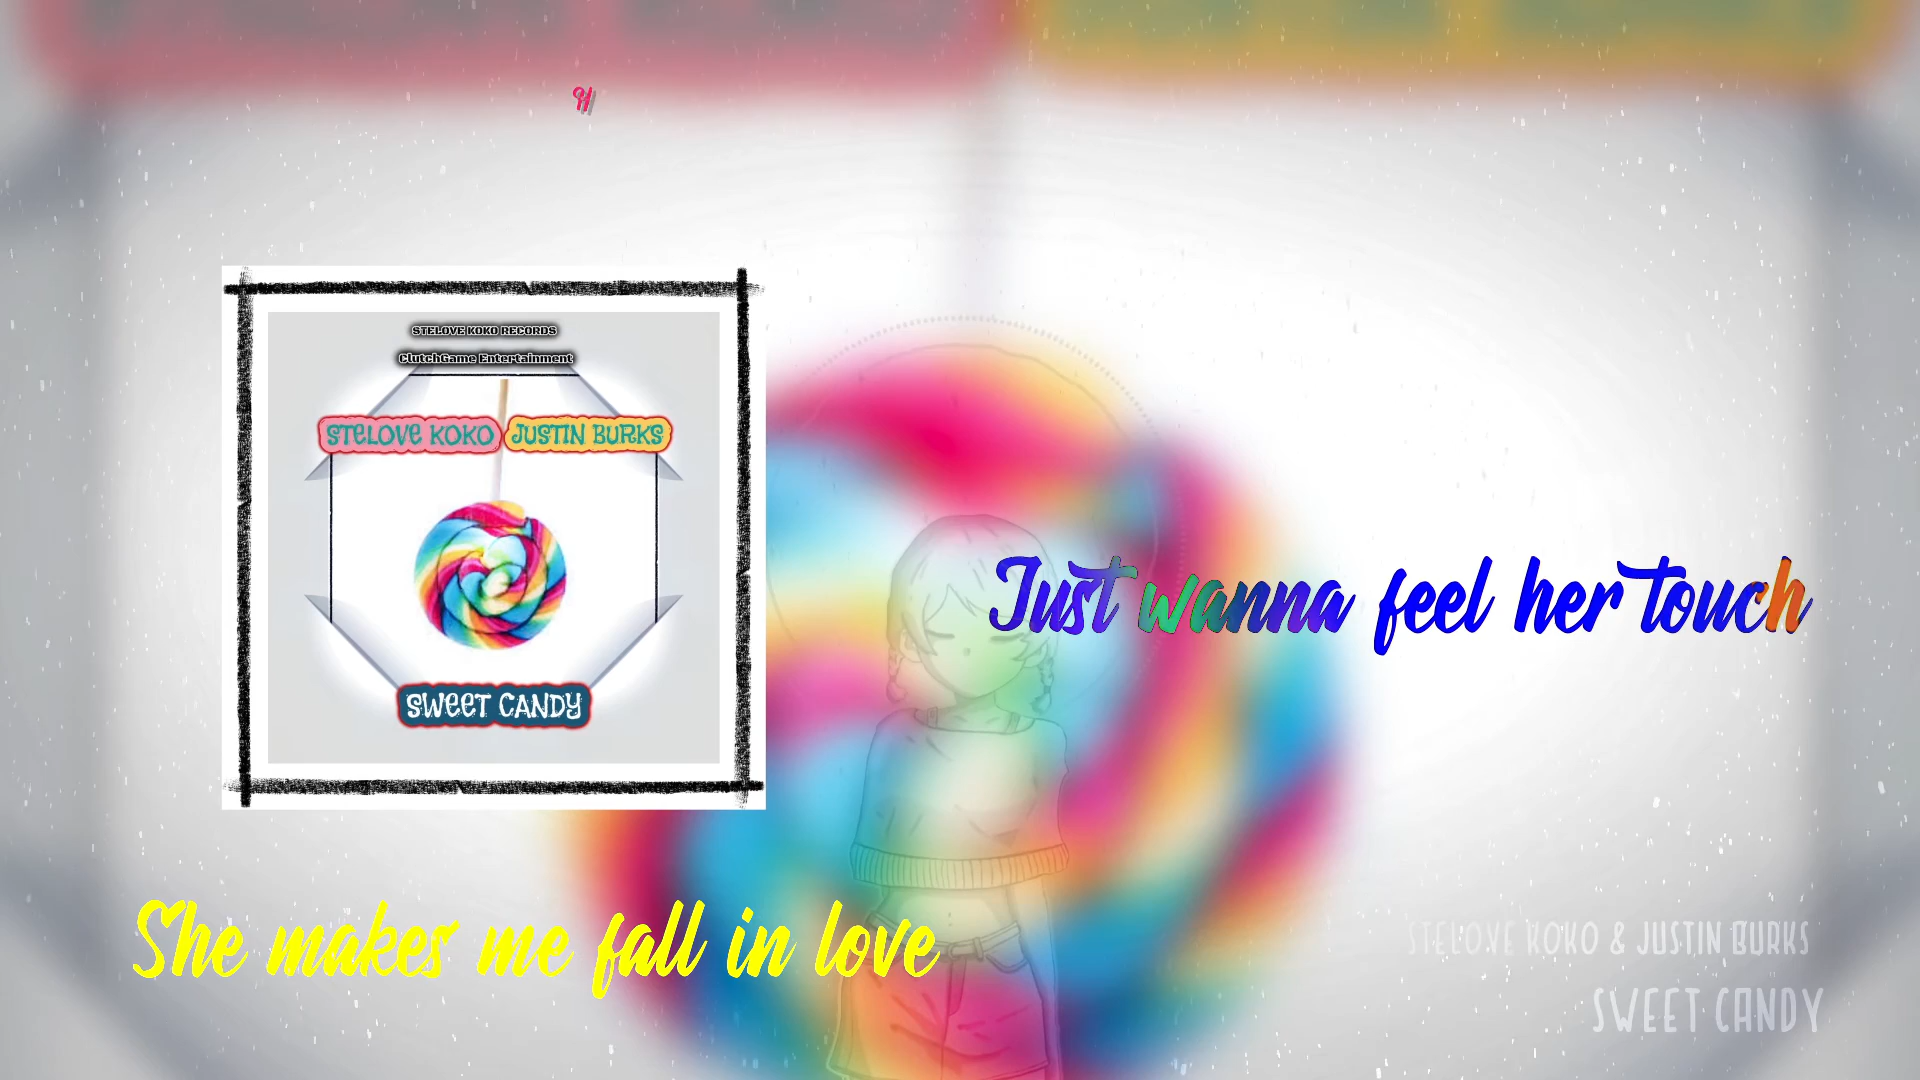 STELOVE KOKO RECORDS
ClutchGame Entertainment
STELOVE KOKO JUSTIN BURKS
SWEET CANDY
Just wanna feel her touch
She makes me fall in love
STELOVE KOKO & JUSTIN BURKS
SWEET CANDY